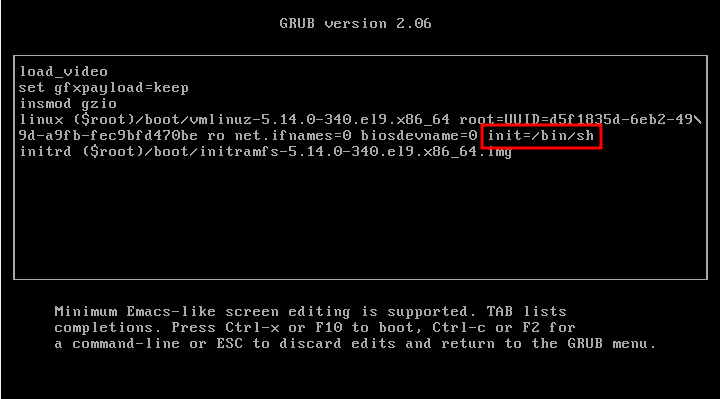 GRUB version 2.06
load_video
set gfxpayload=keep
insmod gzio
linux ($root)/boot/vmlinuz-5.14.0-340.el9.x86_64 root=UUID=d5f1835d-6eb2-49\
9d-a9fb-fec9bfd470be ro net.ifnames=0 biosdevname=0 init=/bin/sh
initrd ($root)/boot/initramfs-5.14.0-340.el9.x86_64.img
Minimum Emacs-like screen editing is supported. TAB lists
completions. Press Ctrl-x or F10 to boot, Ctrl-c or F2 for
a command-line or ESC to discard edits and return to the GRUB menu.